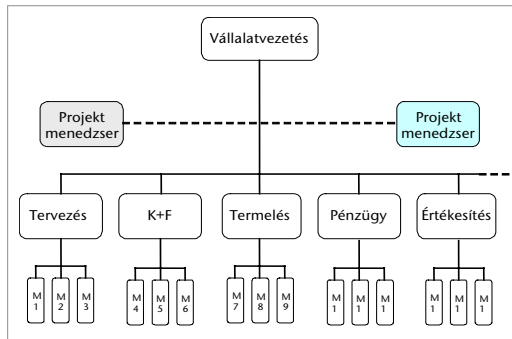 Vállalatvezetés
Projekt
menedzser
Projekt
menedzser
Tervezés
K+F
Termelés
Pénzügy
Értékesítés
M
1
M
2
M
3
M
4
M
5
M
6
M
7
M
8
M
9
M
1
M
1
M
1
M
1
M
1
M
1